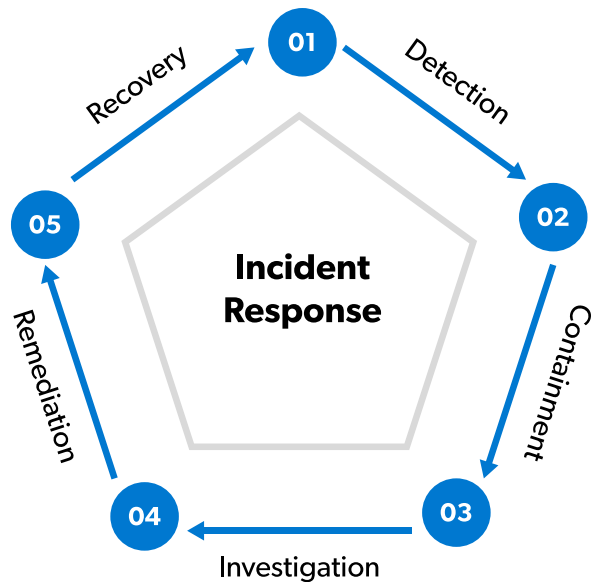 01
Detection
02
Containment
03
Investigation
04
Remediation
05
Recovery
Incident
Response